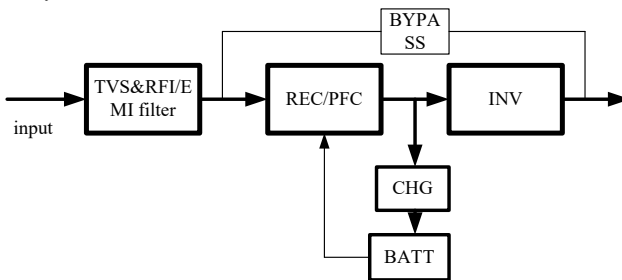 BYPA
SS
TVS&RFI/E
MI filter
REC/PFC
INV
input
CHG
BATT